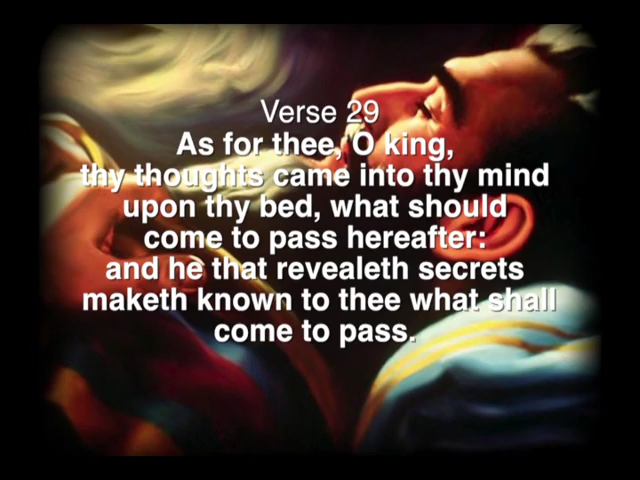 Verse 29
As for thee, O king,
thy thoughts came into thy mind
upon thy bed, what should
come to pass hereafter:
and he that revealeth secrets
maketh known to thee what shall
come to pass.